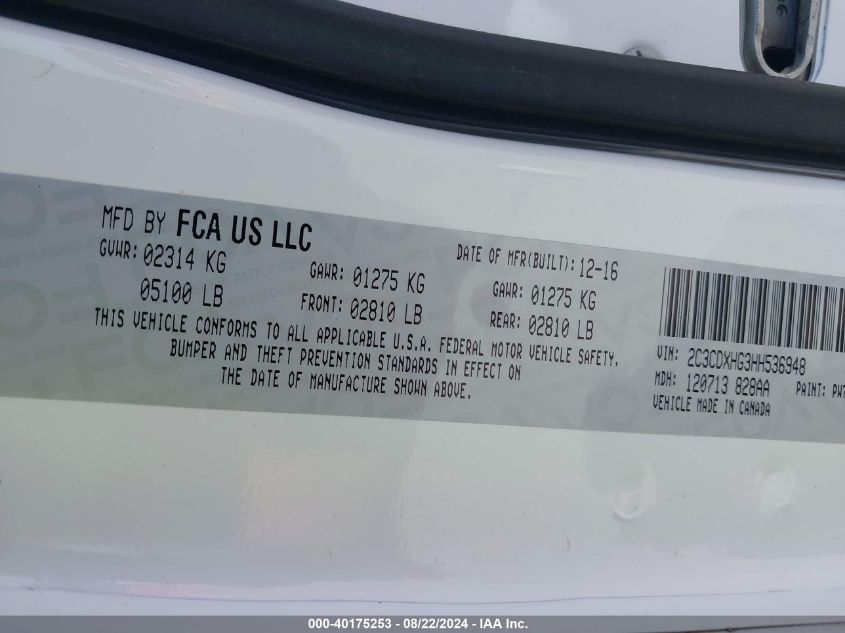 MFD BY FCA US LLC
DATE OF MFR(BUILT): 12-16
GVWR: 02314 KG
GAWR: 01275 KG
GAWR: 01275 KG
05100 LB
FRONT: 02810 LB
REAR: 02810 LB
THIS VEHICLE CONFORMS TO ALL APPLICABLE U.S.A. FEDERAL MOTOR VEHICLE SAFETY,
BUMPER AND THEFT PREVENTION STANDARDS IN EFFECT ON
THE DATE OF MANUFACTURE SHOWN ABOVE.
VIN: 2C3CDXHG3HH536948
MDH: 120713 828AA PAINT: PW7
VEHICLE MADE IN CANADA
000-40175253 - 08/22/2024 - IAA Inc.